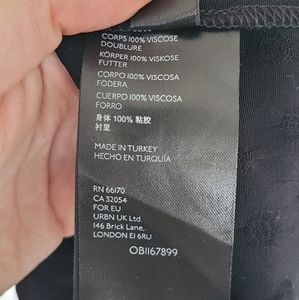 CORPS 100% VISCOSE
DOUBLURE
KÖRPER 100% VISKOSE
FUTTER
CORPO 100% VISCOSA
FODERA
CUERPO 100% VISCOSA
FORRO
身体 100% 粘胶
衬里
MADE IN TURKEY
HECHO EN TURQUÍA
RN 66170
CA 32054
FOR EU
URBN UK Ltd.
146 Brick Lane,
LONDON E1 6RU
OB1167899